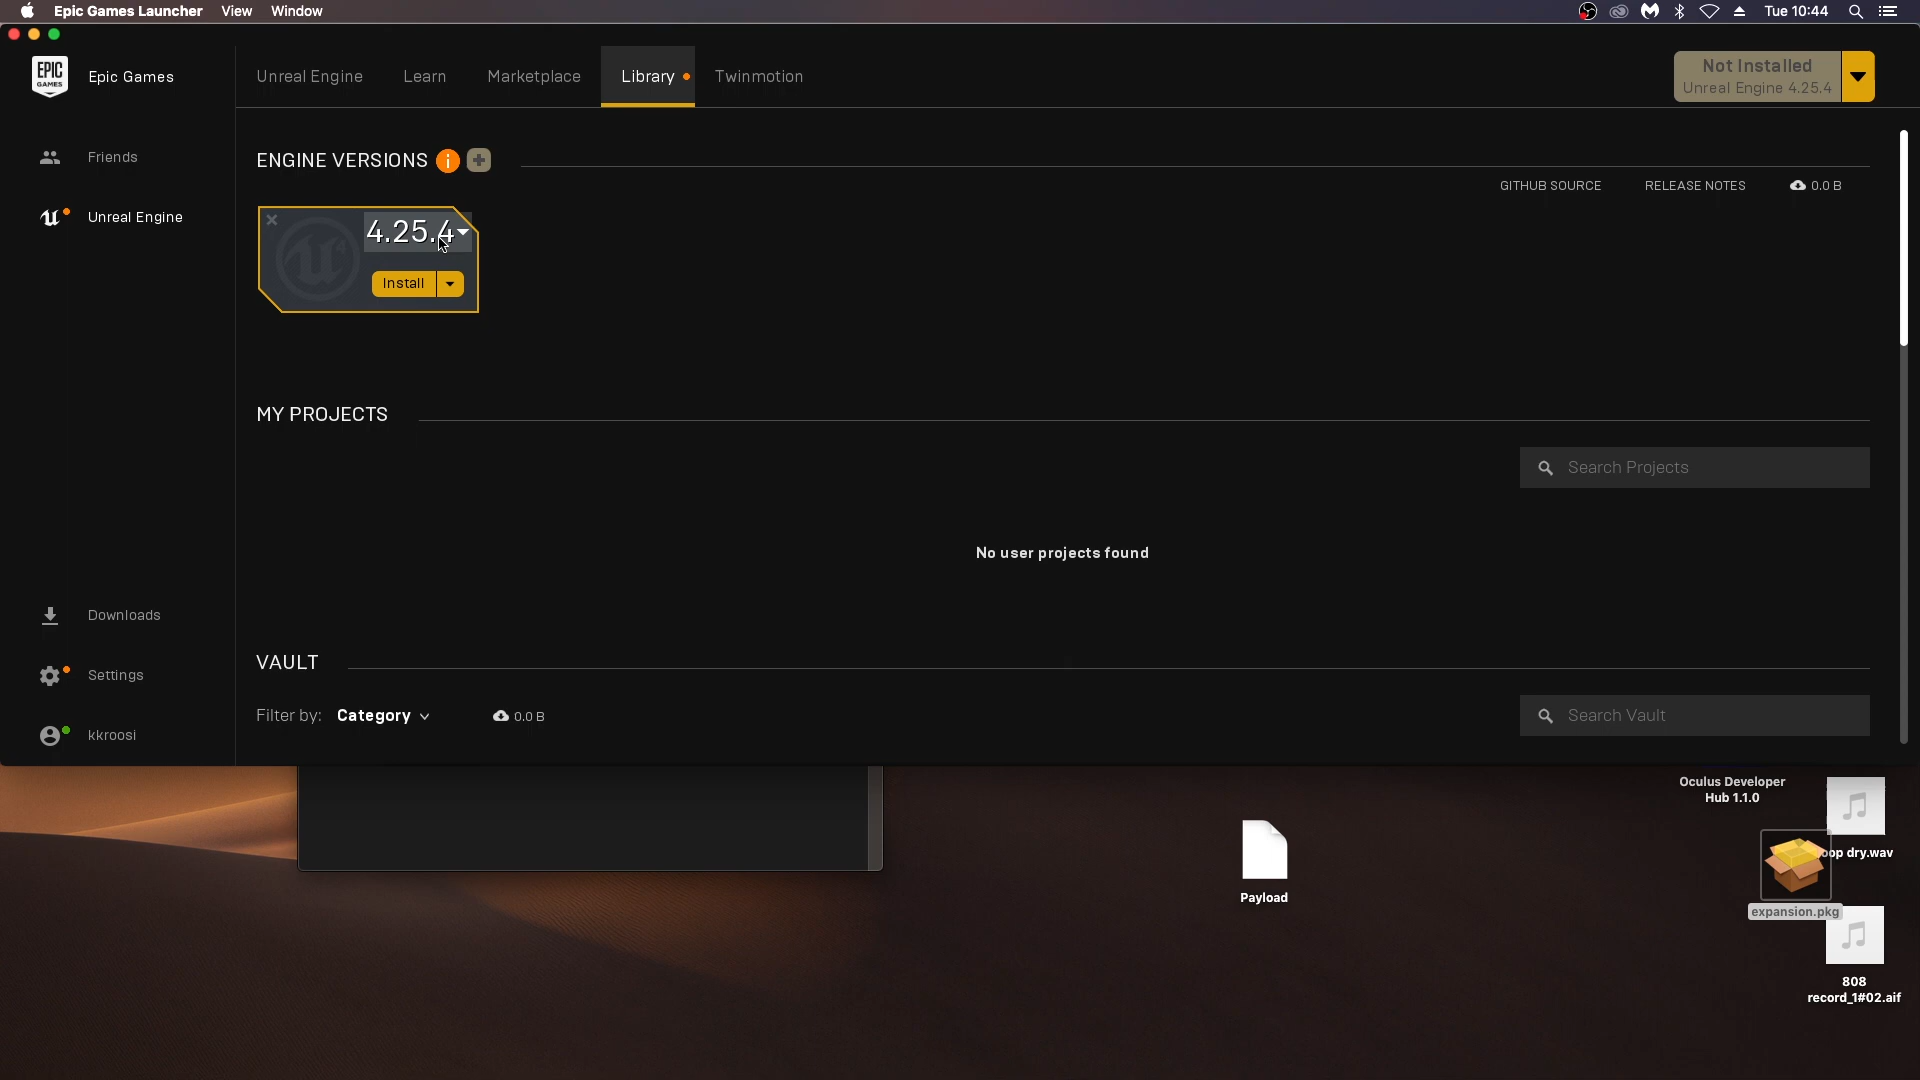 Epic Games Launcher View Window
Tue 10:44
EPIC GAMES
Epic Games
Unreal Engine Learn Marketplace Library Twinmotion
Not Installed
Unreal Engine 4.25.4
Friends
Unreal Engine
ENGINE VERSIONS
GITHUB SOURCE RELEASE NOTES 0.0 B
4.25.4
Install
MY PROJECTS
Search Projects
No user projects found
Downloads
Settings
kkroosi
VAULT
Filter by: Category 0.0 B
Search Vault
Oculus Developer
Hub 1.1.0
oop dry.wav
Payload
expansion.pkg
808
record_1#02.aif